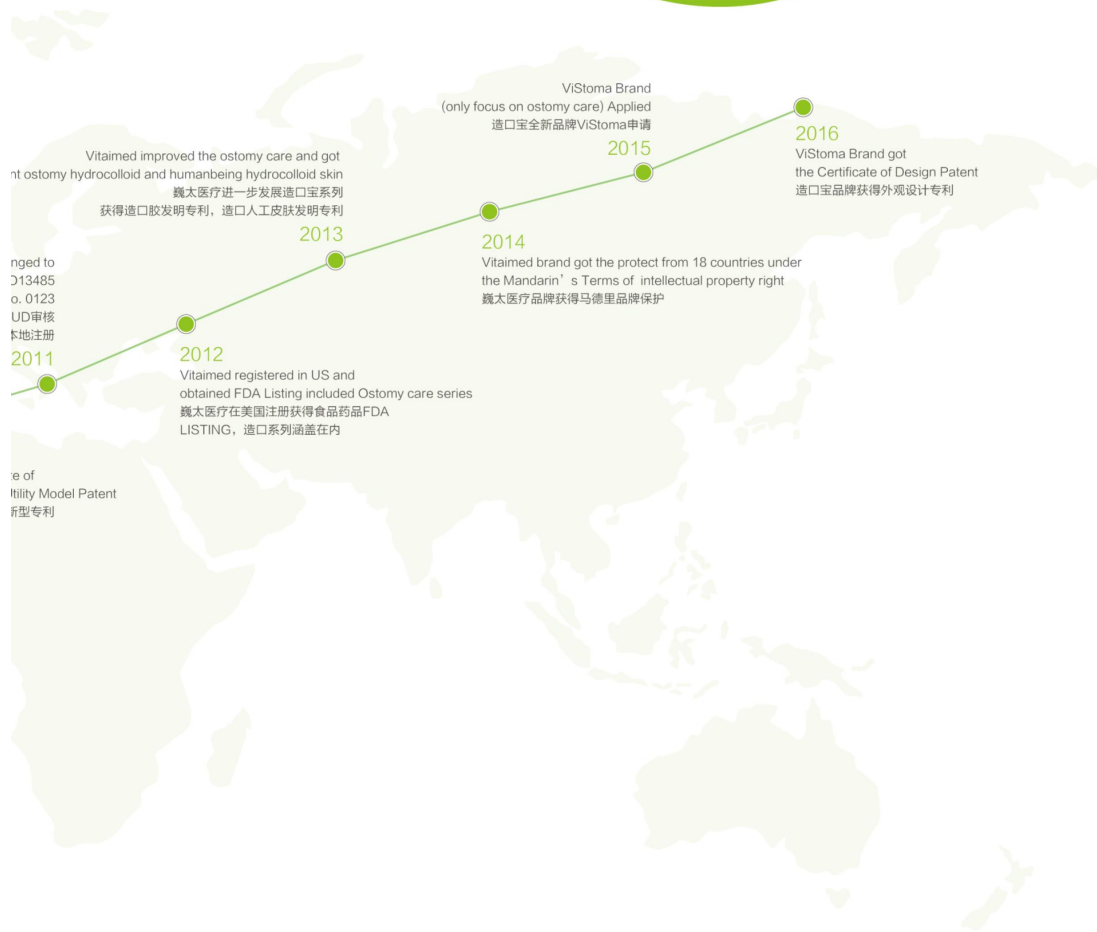 ViStoma Brand
(only focus on ostomy care) Applied
造口宝全新品牌ViStoma申请
2015
2016
ViStoma Brand got
the Certificate of Design Patent
造口宝品牌获得外观设计专利
Vitaimed improved the ostomy care and got
nt ostomy hydrocolloid and humanbeing hydrocolloid skin
巍太医疗进一步发展造口宝系列
获得造口胶发明专利，造口人工皮肤发明专利
2013
2014
Vitaimed brand got the protect from 18 countries under
the Mandarin's Terms of intellectual property right
巍太医疗品牌获得马德里品牌保护
nged to
O13485
o. 0123
UD审核
本地注册
2011
2012
Vitaimed registered in US and
obtained FDA Listing included Ostomy care series
巍太医疗在美国注册获得食品药品FDA
LISTING，造口系列涵盖在内
te of
Utility Model Patent
新型专利